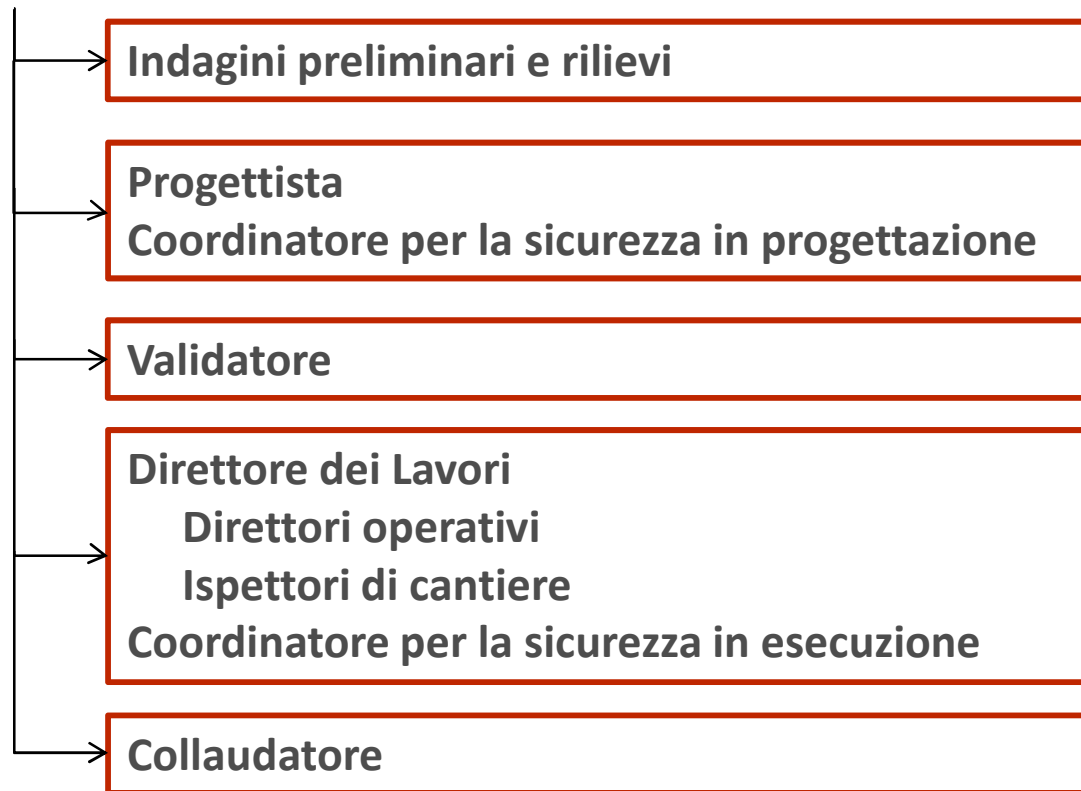 Indagini preliminari e rilievi
Progettista
Coordinatore per la sicurezza in progettazione
Validatore
Direttore dei Lavori
Direttori operativi
Ispettori di cantiere
Coordinatore per la sicurezza in esecuzione
Collaudatore